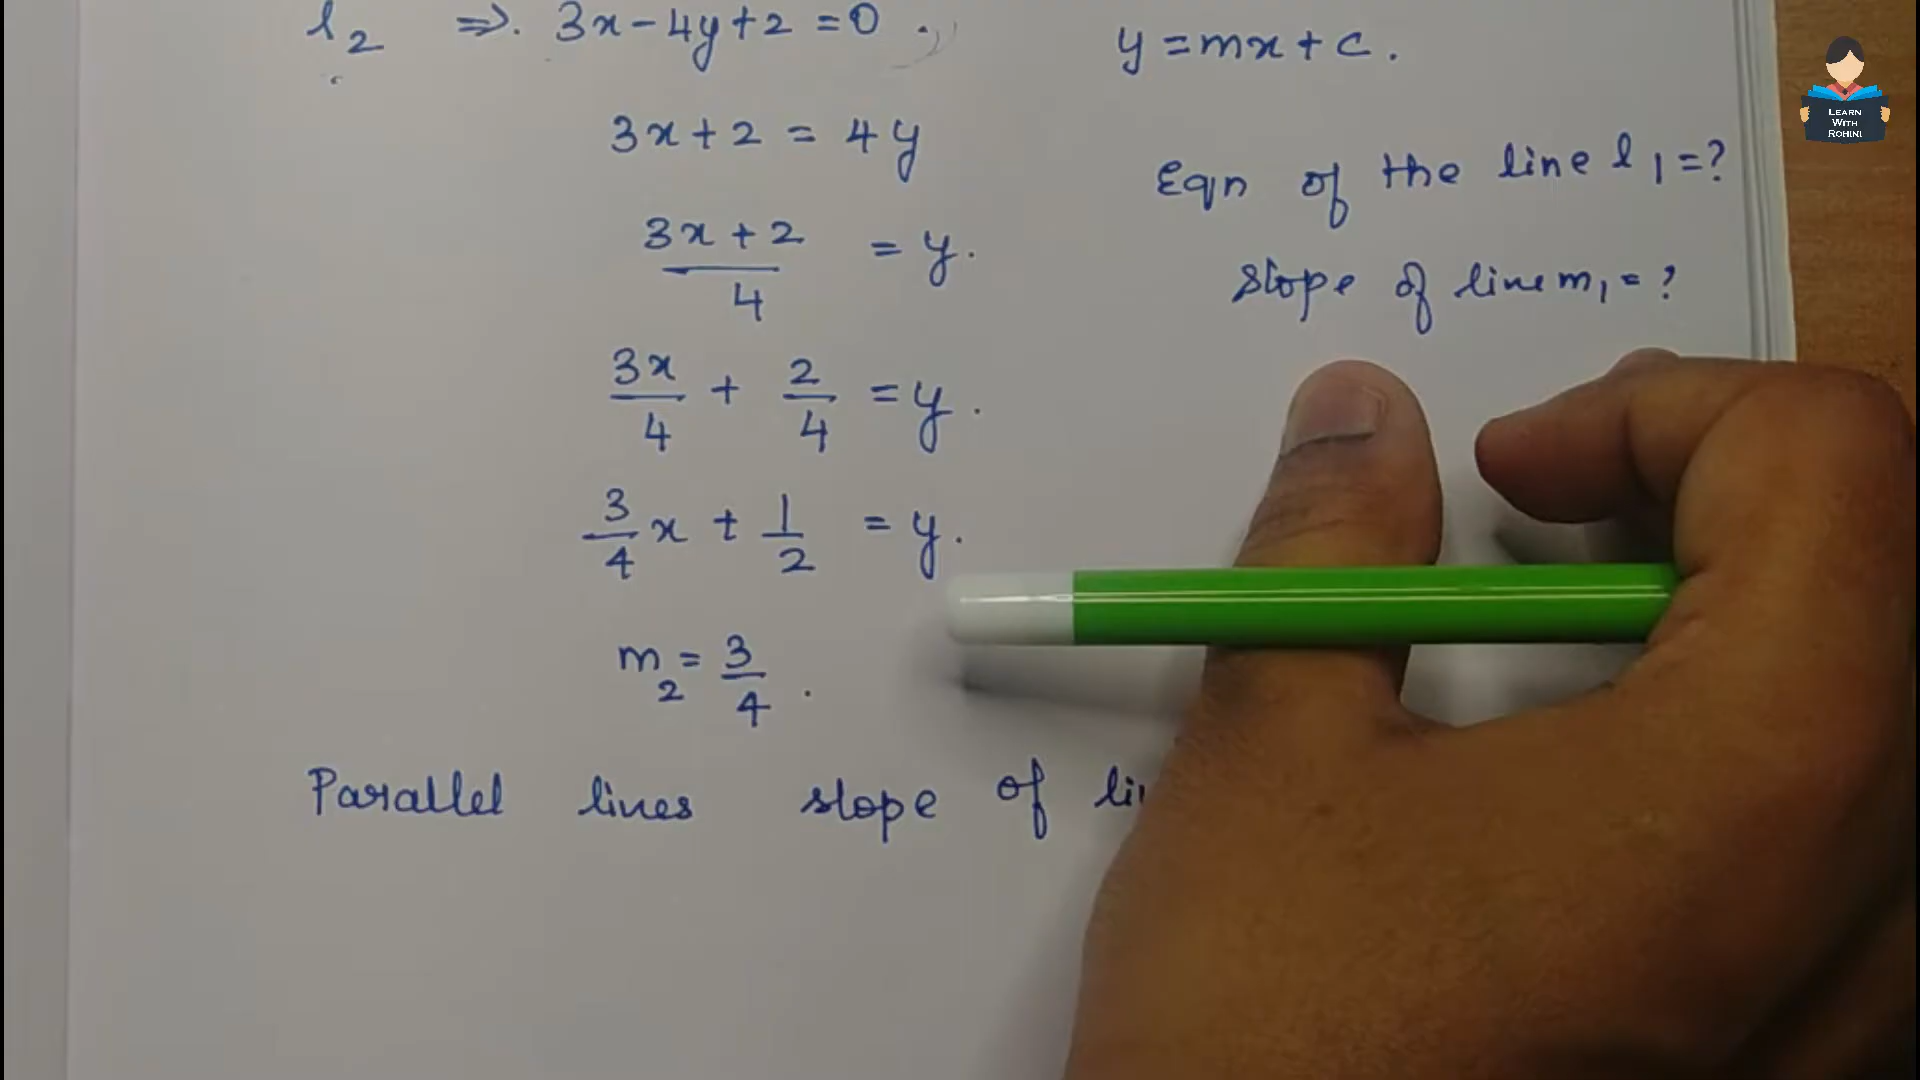 l2 ⇒. 3x-4y+2=0.
3x+2 = 4y
3x+2/4 = y.
3x/4 + 2/4 = y.
3/4x + 1/2 = y.
m2 = 3/4.
Parallel lines slope of
y = mx + c.
Eqn of the line l1 = ?
Slope of line m1 = ?
LEARN
WITH
ROHINI